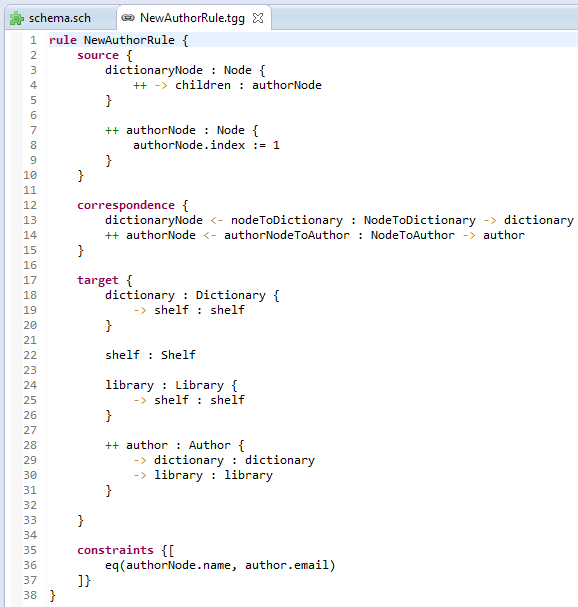 schema.sch NewAuthorRule.tgg
1 rule NewAuthorRule {
2 source {
3 dictionaryNode : Node {
4 ++ -> children : authorNode
5 }
6
7 ++ authorNode : Node {
8 authorNode.index := 1
9 }
10 }
11
12 correspondence {
13 dictionaryNode <- nodeToDictionary : NodeToDictionary -> dictionary
14 ++ authorNode <- authorNodeToAuthor : NodeToAuthor -> author
15 }
16
17 target {
18 dictionary : Dictionary {
19 -> shelf : shelf
20 }
21
22 shelf : Shelf
23
24 library : Library {
25 -> shelf : shelf
26 }
27
28 ++ author : Author {
29 -> dictionary : dictionary
30 -> library : library
31 }
32
33 }
34
35 constraints {[
36 eq(authorNode.name, author.email)
37 ]}
38 }